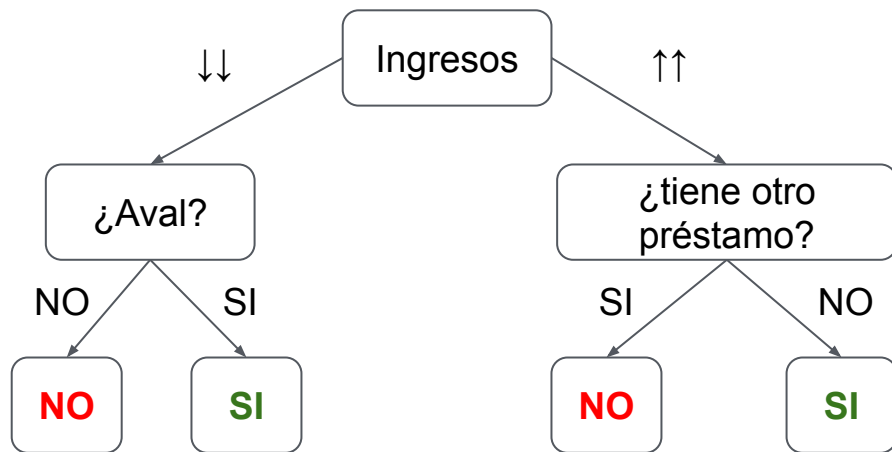 Ingresos
↓↓
↑↑
¿Aval?
¿tiene otro
préstamo?
NO
SI
SI
NO
NO
SI
NO
SI